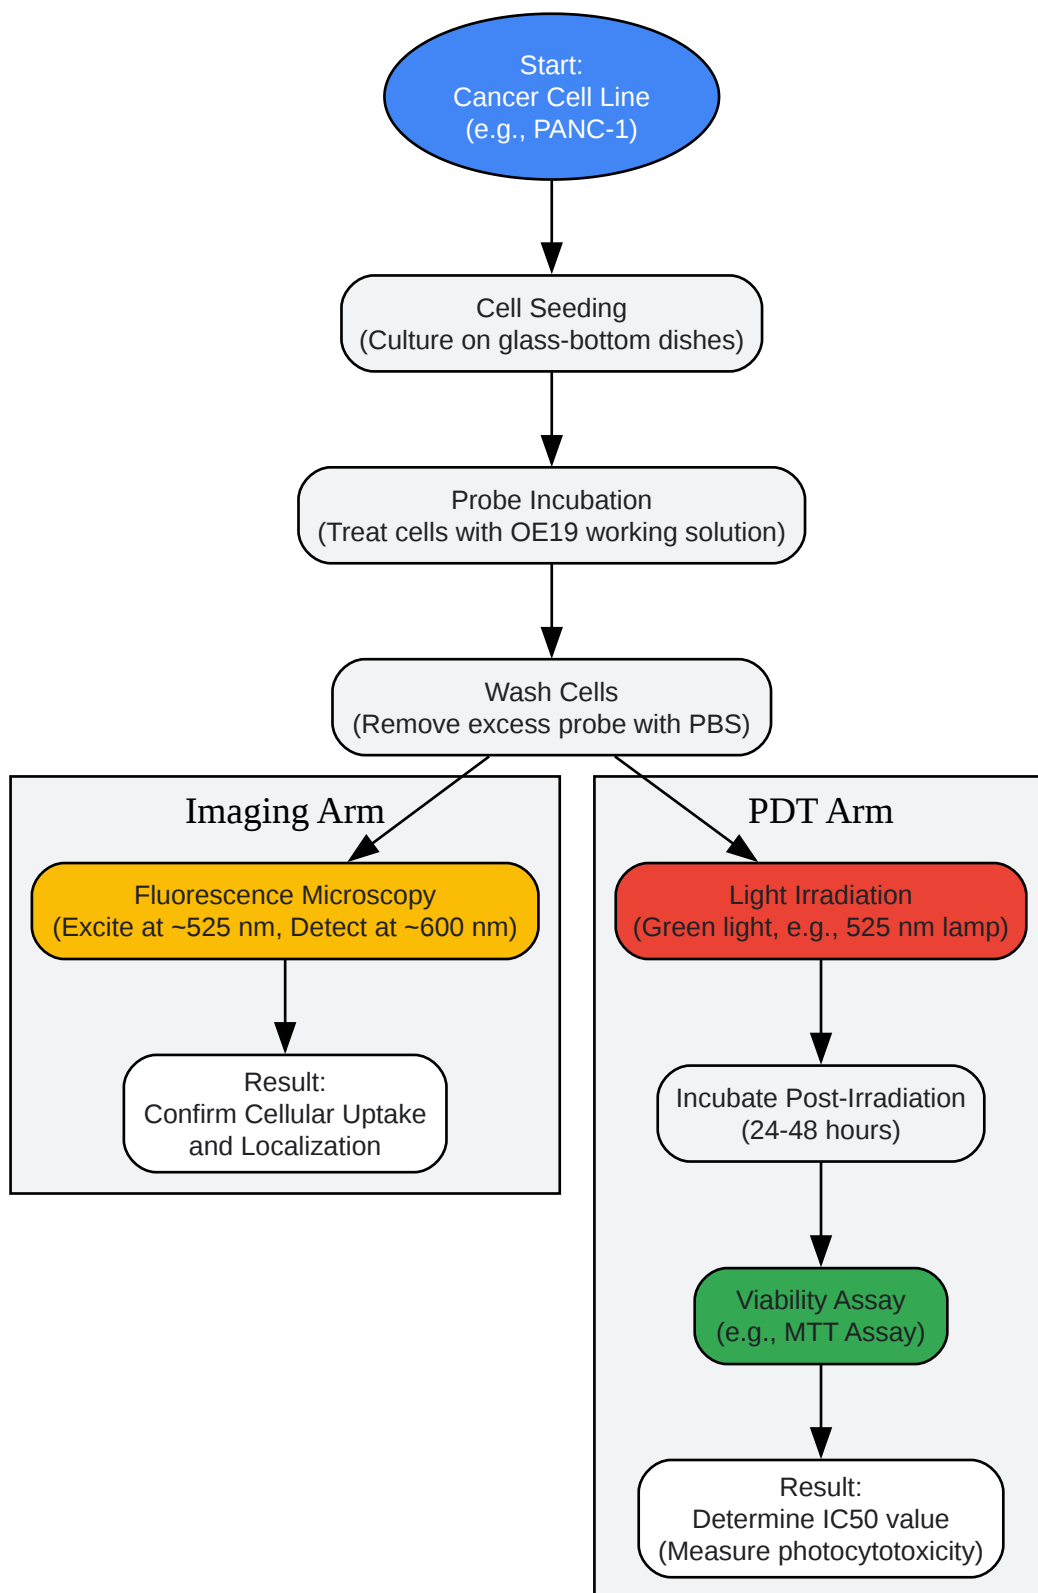 Start:
Cancer Cell Line
(e.g., PANC-1)
Cell Seeding
(Culture on glass-bottom dishes)
Probe Incubation
(Treat cells with OE19 working solution)
Wash Cells
(Remove excess probe with PBS)
Imaging Arm
Fluorescence Microscopy
(Excite at ~525 nm, Detect at ~600 nm)
Result:
Confirm Cellular Uptake
and Localization
PDT Arm
Light Irradiation
(Green light, e.g., 525 nm lamp)
Incubate Post-Irradiation
(24-48 hours)
Viability Assay
(e.g., MTT Assay)
Result:
Determine IC50 value
(Measure photocytotoxicity)